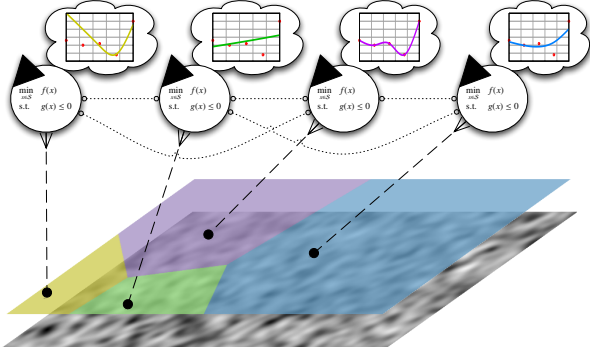 min f(x)
x∈S
s.t. g(x) ≤ 0
min f(x)
x∈S
s.t. g(x) ≤ 0
min f(x)
x∈S
s.t. g(x) ≤ 0
min f(x)
x∈S
s.t. g(x) ≤ 0